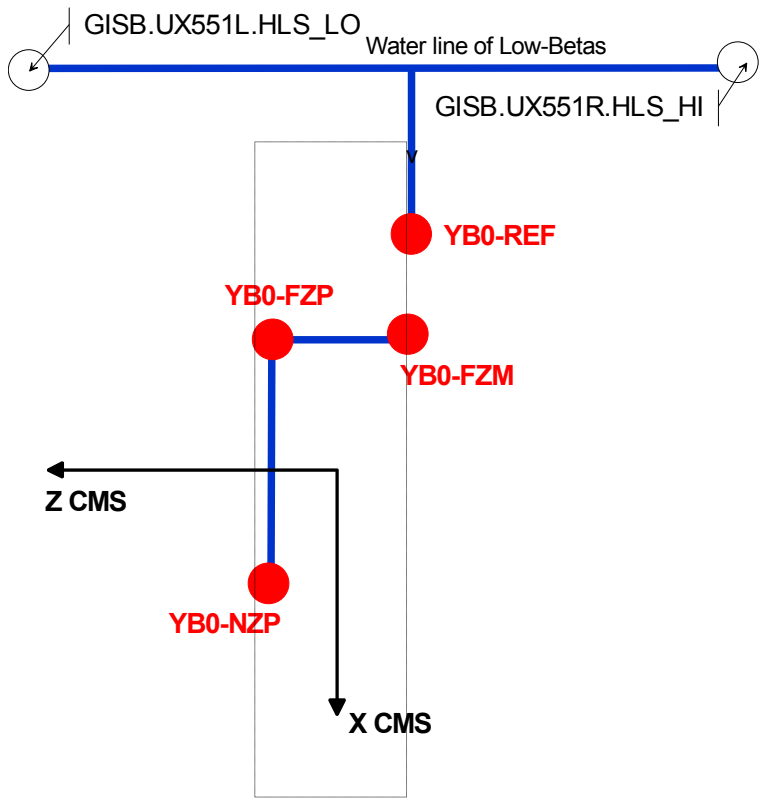 GISB.UX551L.HLS_LO
Water line of Low-Betas
GISB.UX551R.HLS_HI
YB0-REF
YB0-FZP
YB0-FZM
Z CMS
YB0-NZP
X CMS